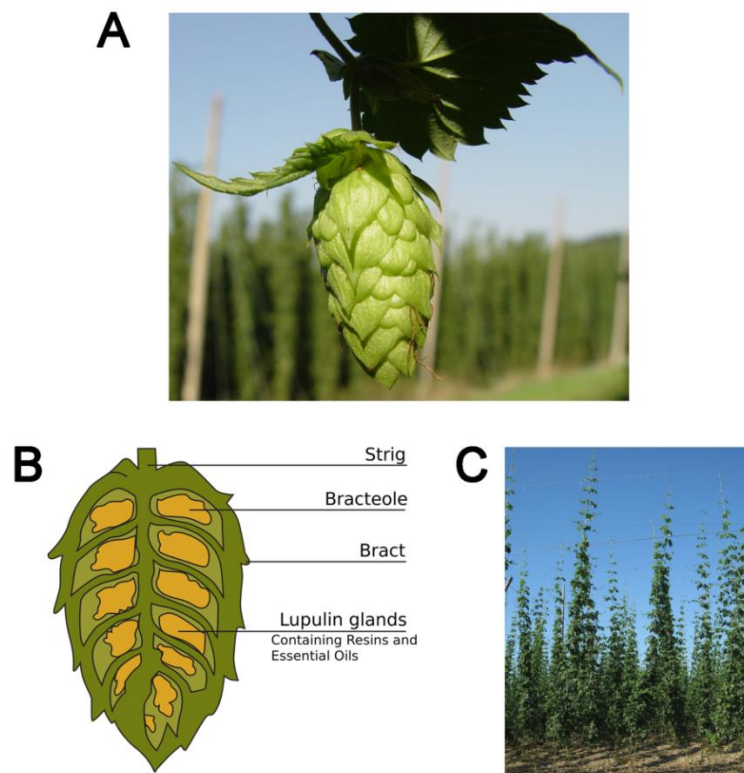 A
B
Strig
Bracteole
Bract
Lupulin glands
Containing Resins and
Essential Oils
C